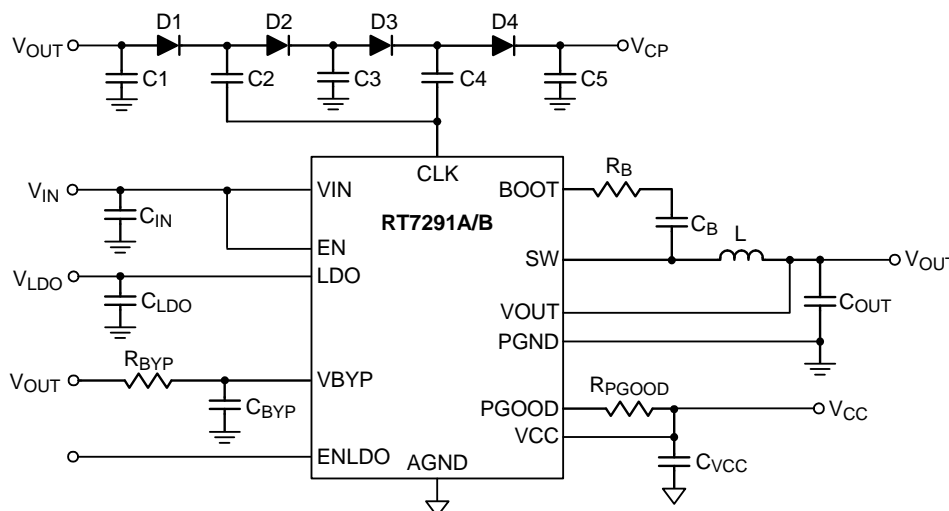 D1 D2 D3 D4
VOUT VCP
C1 C2 C3 C4 C5
CLK
VIN VIN BOOT RB
CIN RT7291A/B CB L
EN SW VOUT
VLDO LDO
CLDO VOUT COUT
RBYP PGND
VOUT VBYP RPGOOD
CBYP PGOOD VCC
VCC
ENLDO AGND CVCC